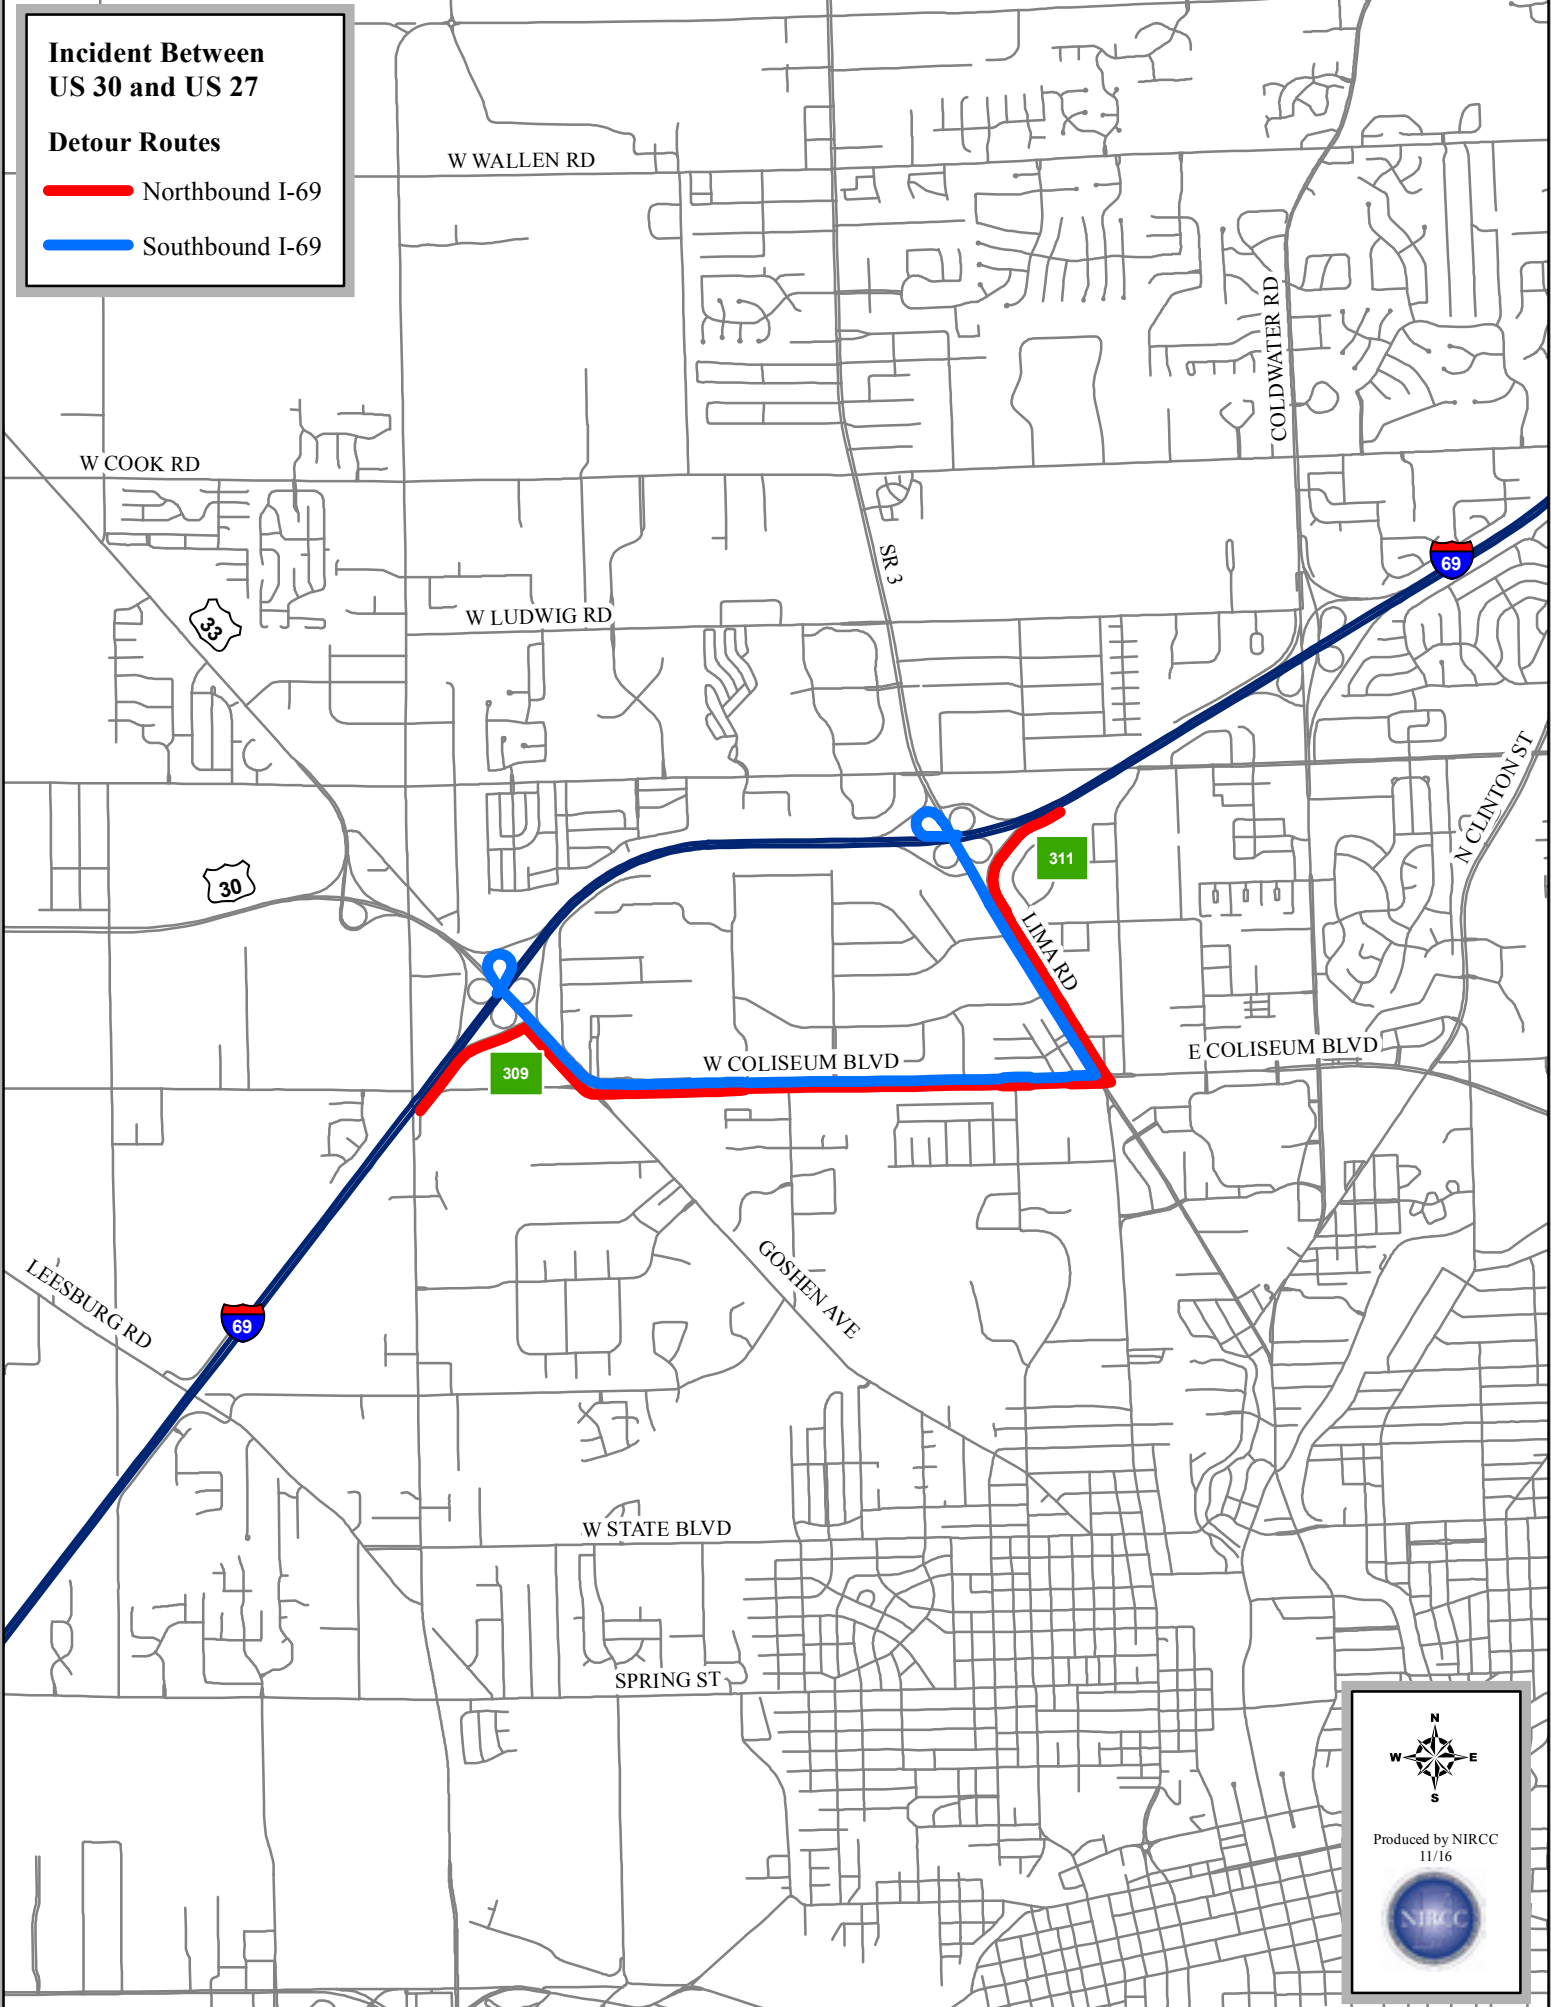 Incident Between
US 30 and US 27
Detour Routes
Northbound I-69
Southbound I-69
W WALLEN RD
COLDWATER RD
W COOK RD
SR 3
69
33
W LUDWIG RD
N CLINTON ST
30
311
LIMA RD
309
W COLISEUM BLVD
E COLISEUM BLVD
GOSHEN AVE
LEESBURG RD
69
W STATE BLVD
SPRING ST
N
W E
S
Produced by NIRCC
11/16
NIRCC